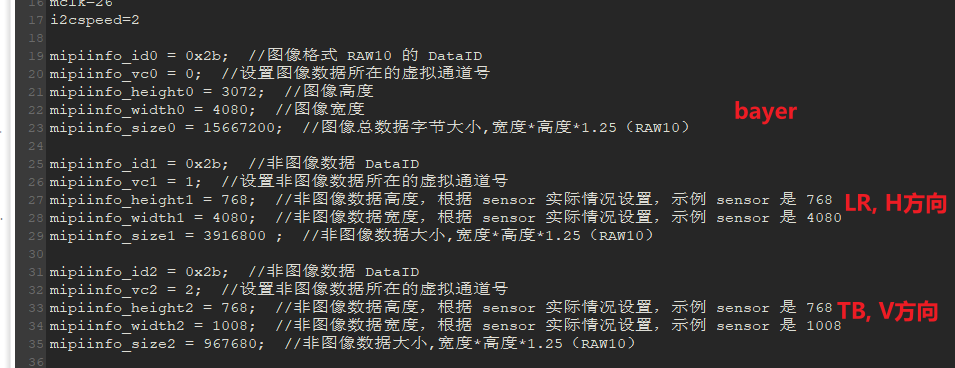 16 mclk=26
17 i2cspeed=2
18
19 mipiinfo_id0 = 0x2b;  //图像格式 RAW10 的 DataID
20 mipiinfo_vc0 = 0;  //设置图像数据所在的虚拟通道号
21 mipiinfo_height0 = 3072;  //图像高度
22 mipiinfo_width0 = 4080;  //图像宽度
bayer
23 mipiinfo_size0 = 15667200;  //图像总数据字节大小,宽度*高度*1.25（RAW10）
24
25 mipiinfo_id1 = 0x2b;  //非图像数据 DataID
26 mipiinfo_vc1 = 1;  //设置非图像数据所在的虚拟通道号
27 mipiinfo_height1 = 768;  //非图像数据高度，根据 sensor 实际情况设置，示例 sensor 是 768
LR, H方向
28 mipiinfo_width1 = 4080;  //非图像数据宽度，根据 sensor 实际情况设置，示例 sensor 是 4080
29 mipiinfo_size1 = 3916800 ;  //非图像数据大小,宽度*高度*1.25（RAW10）
30
31 mipiinfo_id2 = 0x2b;  //非图像数据 DataID
32 mipiinfo_vc2 = 2;  //设置非图像数据所在的虚拟通道号
33 mipiinfo_height2 = 768;  //非图像数据高度，根据 sensor 实际情况设置，示例 sensor 是 768
TB, V方向
34 mipiinfo_width2 = 1008;  //非图像数据宽度，根据 sensor 实际情况设置，示例 sensor 是 1008
35 mipiinfo_size2 = 967680;  //非图像数据大小,宽度*高度*1.25（RAW10）
36